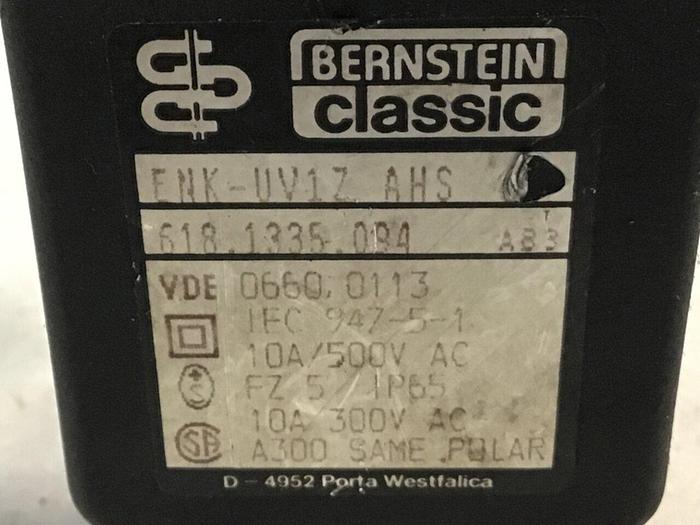 BERNSTEIN
classic
ENK-UV1Z AHS
618.1335.094 A83
VDE 0660, 0113
IEC 947-5-1
10A/500V AC
FZ 5 / IP65
10A 300V AC
A300 SAME POLAR
D - 4952 Porta Westfalica